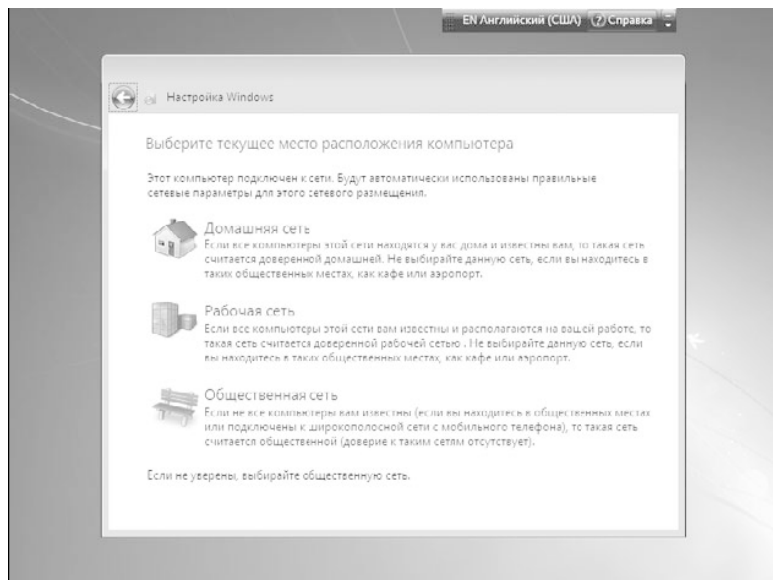 EN Английский (США) Справка
Настройка Windows
Выберите текущее место расположения компьютера
Этот компьютер подключен к сети. Будут автоматически использованы правильные
сетевые параметры для этого сетевого размещения.
Домашняя сеть
Если все компьютеры этой сети находятся у вас дома и известны вам, то такая сеть
считается доверенной домашней. Не выбирайте данную сеть, если вы находитесь в
таких общественных местах, как кафе или аэропорт.
Рабочая сеть
Если все компьютеры этой сети вам известны и располагаются на вашей работе, то
такая сеть считается доверенной рабочей сетью . Не выбирайте данную сеть, если
вы находитесь в таких общественных местах, как кафе или аэропорт.
Общественная сеть
Если не все компьютеры вам известны (если вы находитесь в общественных местах
или подключены к широкополосной сети с мобильного телефона), то такая сеть
считается общественной (доверие к таким сетям отсутствует).
Если не уверены, выбирайте общественную сеть.